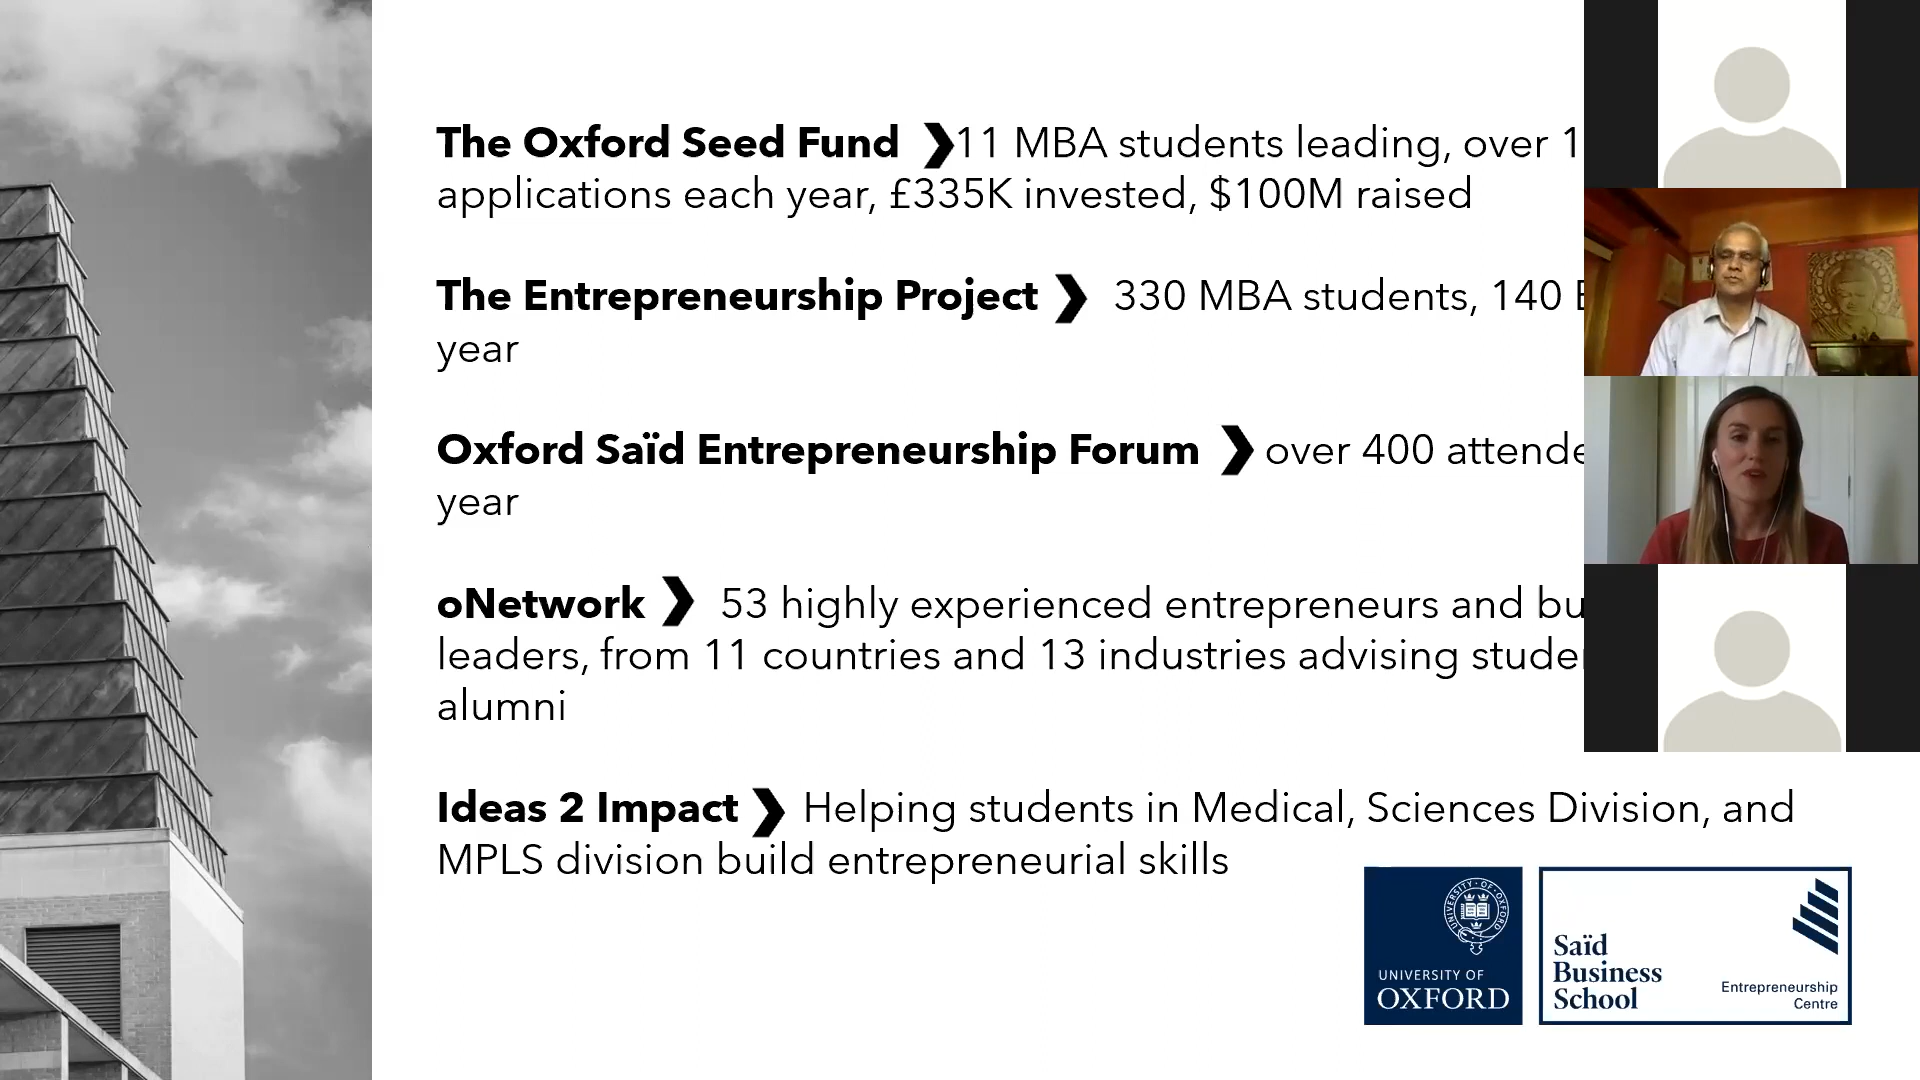 The Oxford Seed Fund ❯11 MBA students leading, over 1
applications each year, £335K invested, $100M raised
The Entrepreneurship Project ❯ 330 MBA students, 140
year
Oxford Saïd Entrepreneurship Forum ❯ over 400
year
oNetwork ❯ 53 highly experienced entrepreneurs and
leaders, from 11 countries and 13 industries advising
alumni
Ideas 2 Impact ❯ Helping students in Medical, Sciences Division, and
MPLS division build entrepreneurial skills
UNIVERSITY·OF·OXFORD
UNIVERSITY OF
OXFORD
Saïd
Business
School
Entrepreneurship
Centre